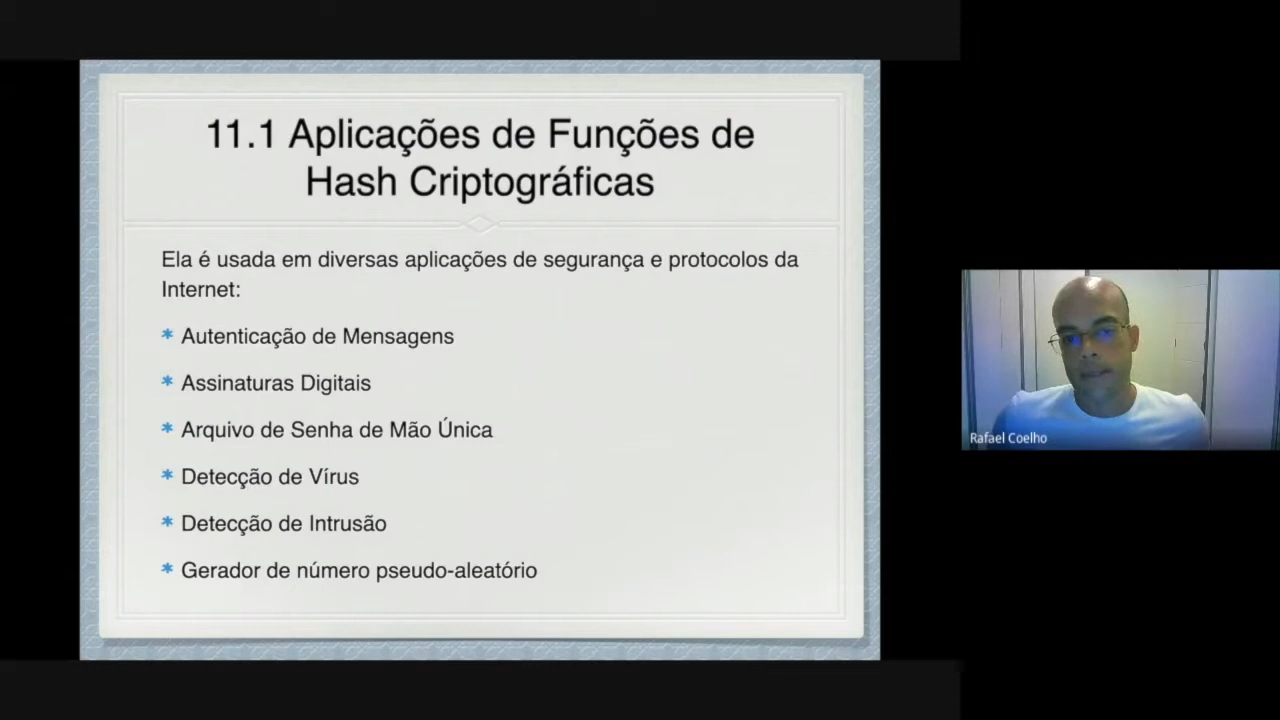 11.1 Aplicações de Funções de
Hash Criptográficas
Ela é usada em diversas aplicações de segurança e protocolos da
Internet:
* Autenticação de Mensagens
* Assinaturas Digitais
* Arquivo de Senha de Mão Única
* Detecção de Vírus
* Detecção de Intrusão
* Gerador de número pseudo-aleatório
Rafael Coelho